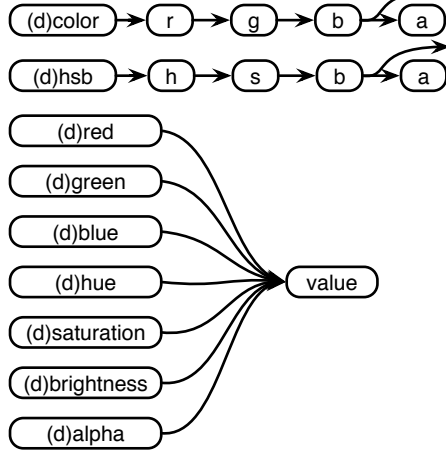 (d)color r g b a
(d)hsb h s b a
(d)red
(d)green
(d)blue
(d)hue value
(d)saturation
(d)brightness
(d)alpha